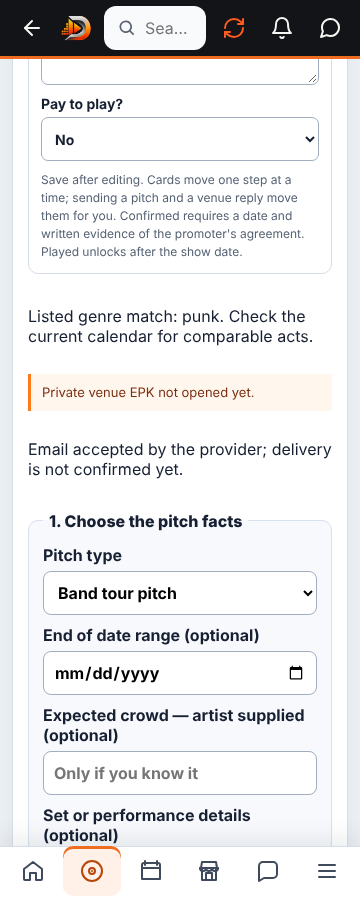 Sea...
Pay to play?
No
Save after editing. Cards move one step at a
time; sending a pitch and a venue reply move
them for you. Confirmed requires a date and
written evidence of the promoter's agreement.
Played unlocks after the show date.
Listed genre match: punk. Check the
current calendar for comparable acts.
Private venue EPK not opened yet.
Email accepted by the provider; delivery
is not confirmed yet.
1. Choose the pitch facts
Pitch type
Band tour pitch
End of date range (optional)
mm/dd/yyyy
Expected crowd — artist supplied
(optional)
Only if you know it
Set or performance details
(optional)